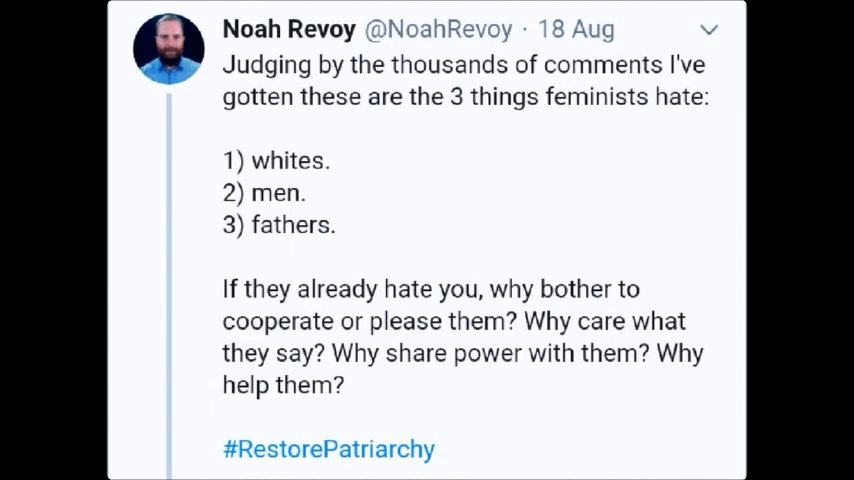 Noah Revoy @NoahRevoy · 18 Aug
Judging by the thousands of comments I've
gotten these are the 3 things feminists hate:
1) whites.
2) men.
3) fathers.
If they already hate you, why bother to
cooperate or please them? Why care what
they say? Why share power with them? Why
help them?
#RestorePatriarchy